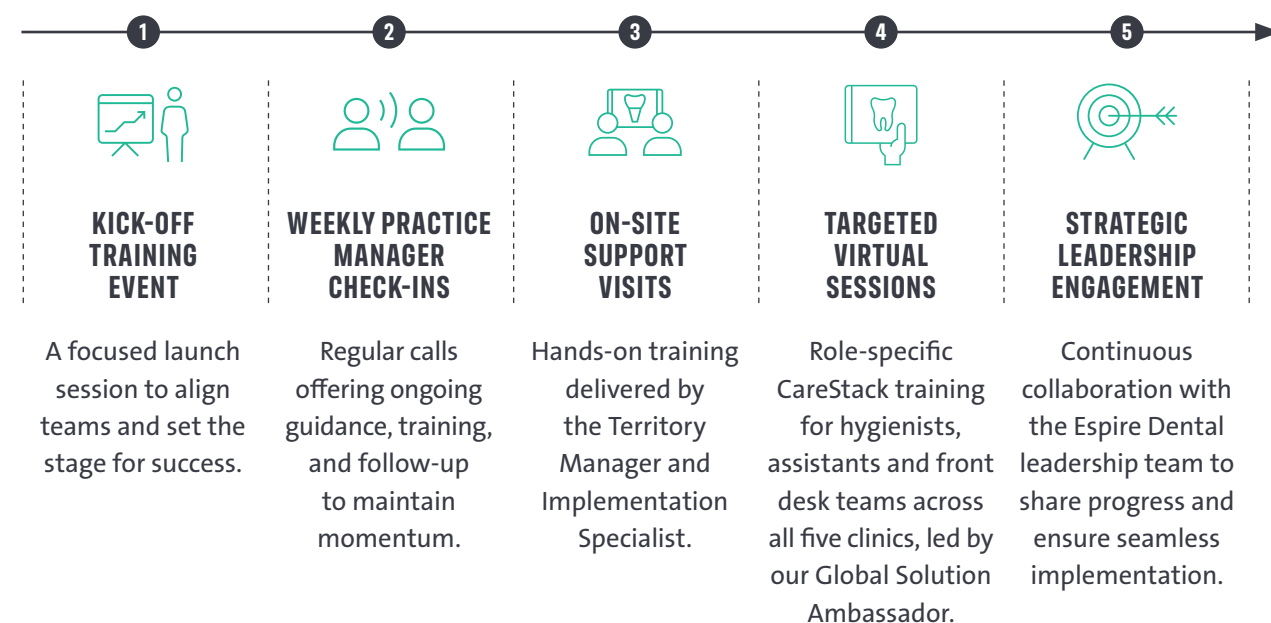 1
2
3
4
5
KICK-OFF
TRAINING
EVENT
A focused launch
session to align
teams and set the
stage for success.
WEEKLY PRACTICE
MANAGER
CHECK-INS
Regular calls
offering ongoing
guidance, training,
and follow-up
to maintain
momentum.
ON-SITE
SUPPORT
VISITS
Hands-on training
delivered by
the Territory
Manager and
Implementation
Specialist.
TARGETED
VIRTUAL
SESSIONS
Role-specific
CareStack training
for hygienists,
assistants and front
desk teams across
all five clinics, led by
our Global Solution
Ambassador.
STRATEGIC
LEADERSHIP
ENGAGEMENT
Continuous
collaboration with
the Espire Dental
leadership team to
share progress and
ensure seamless
implementation.